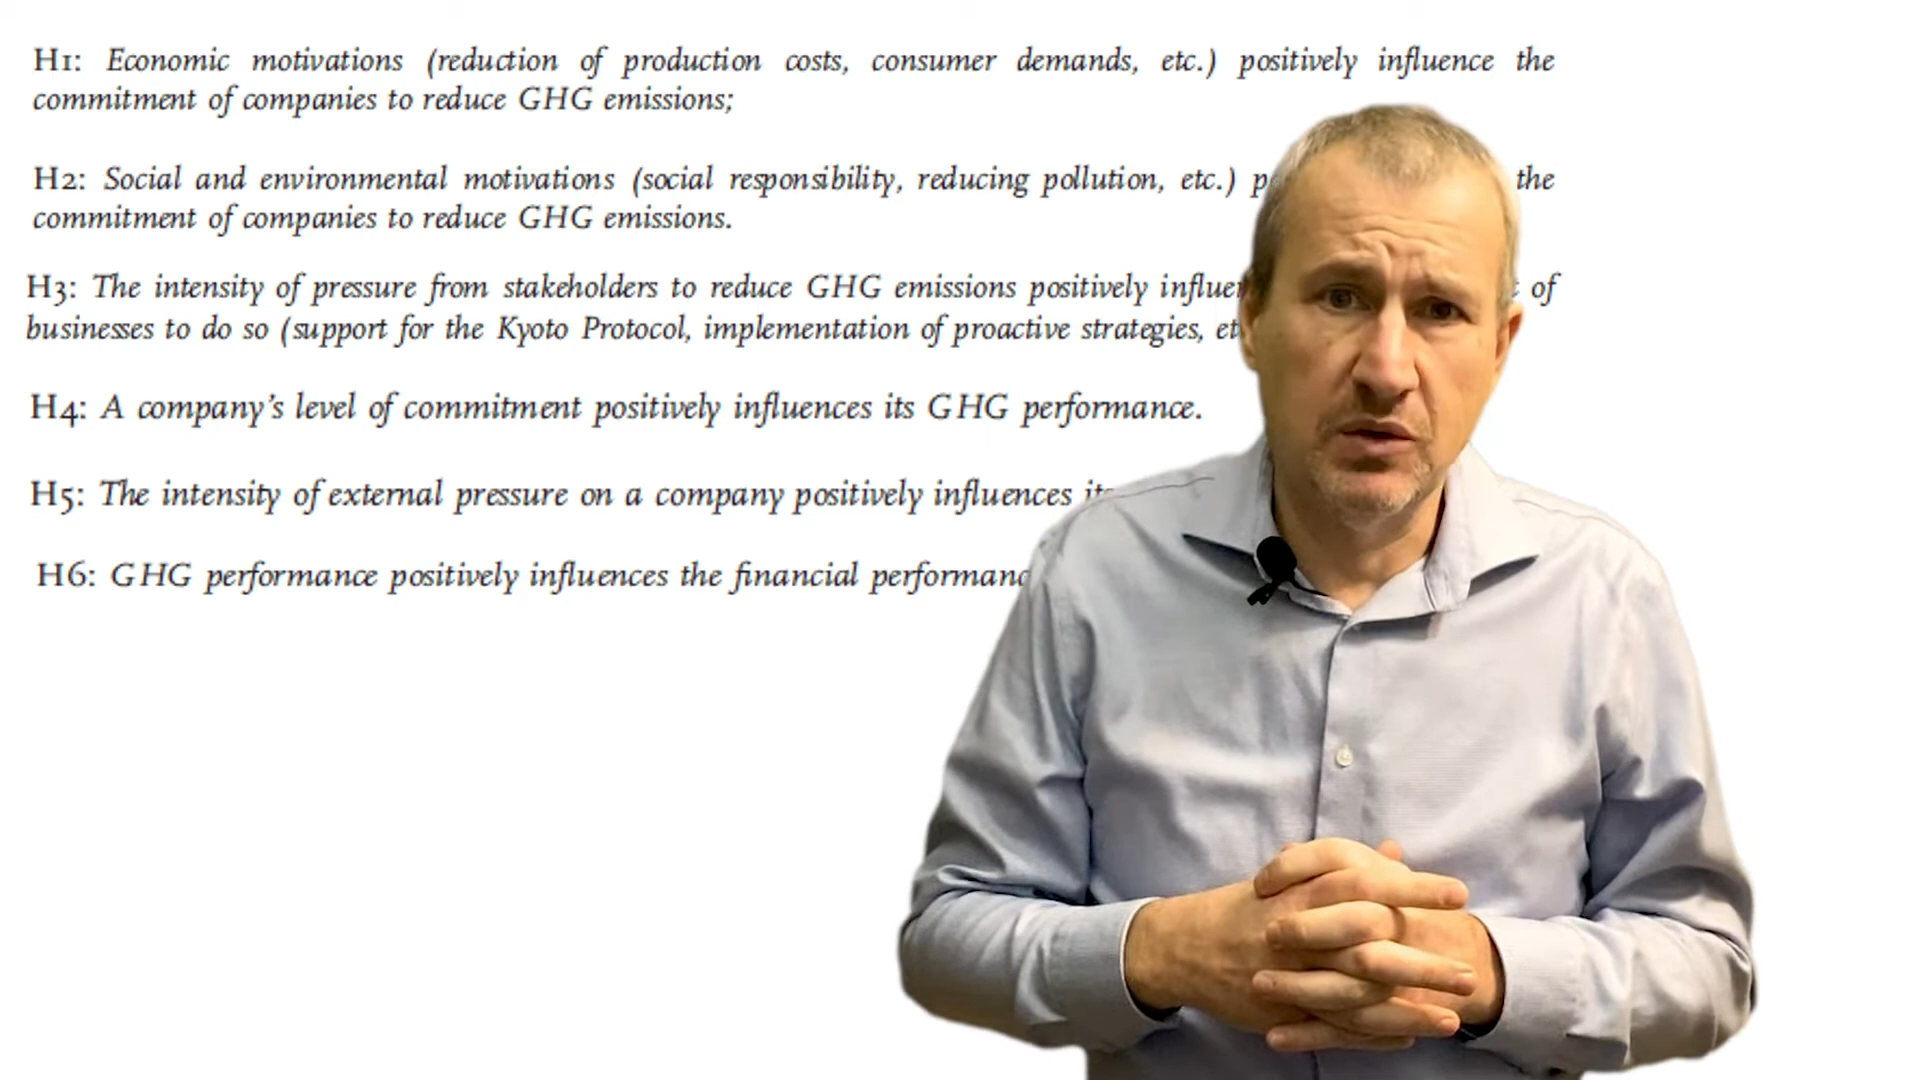 H1: Economic motivations (reduction of production costs, consumer demands, etc.) positively influence the
commitment of companies to reduce GHG emissions;
H2: Social and environmental motivations (social responsibility, reducing pollution, etc.) the
commitment of companies to reduce GHG emissions.
H3: The intensity of pressure from stakeholders to reduce GHG emissions positively of
businesses to do so (support for the Kyoto Protocol, implementation of proactive strategies,
H4: A company's level of commitment positively influences its GHG performance.
H5: The intensity of external pressure on a company positively influences
H6: GHG performance positively influences the financial